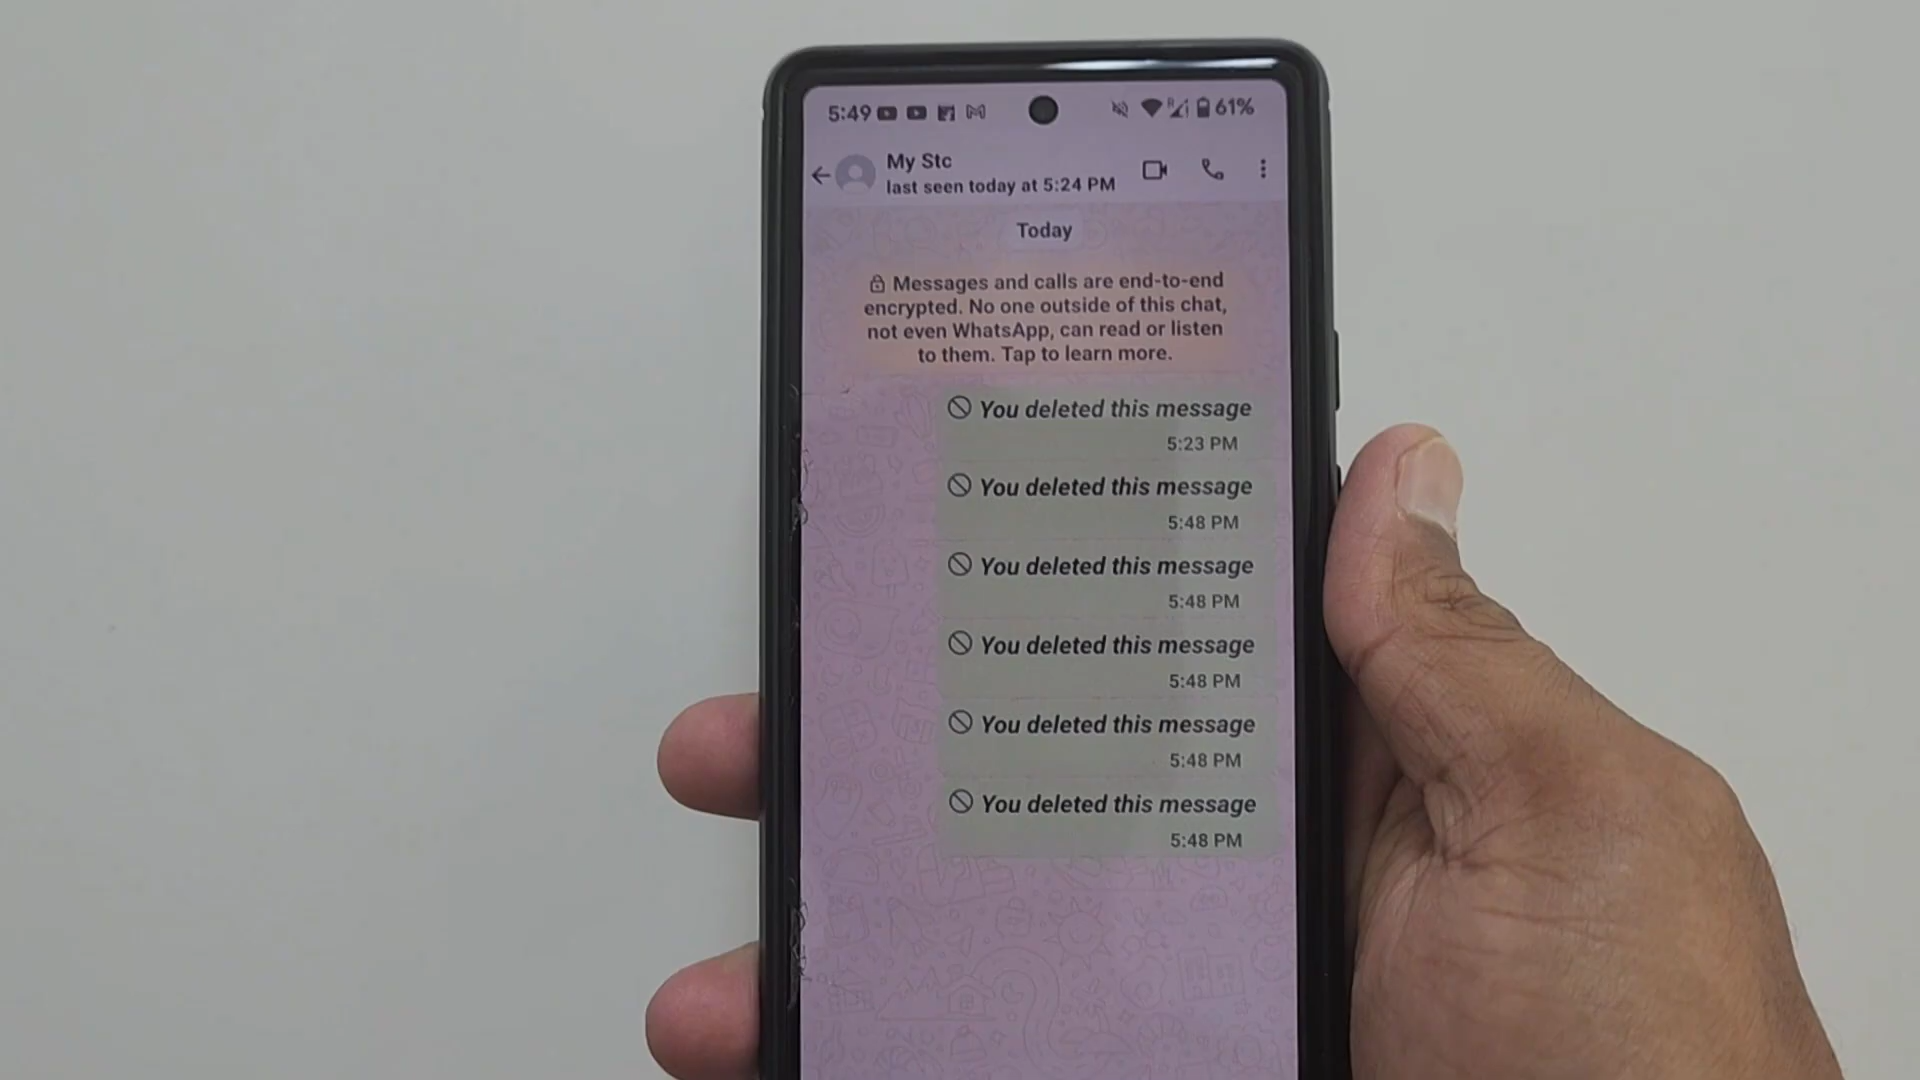 5:49 R 61%
My Stc
last seen today at 5:24 PM
Today
Messages and calls are end-to-end
encrypted. No one outside of this chat,
not even WhatsApp, can read or listen
to them. Tap to learn more.
You deleted this message
5:23 PM
You deleted this message
5:48 PM
You deleted this message
5:48 PM
You deleted this message
5:48 PM
You deleted this message
5:48 PM
You deleted this message
5:48 PM